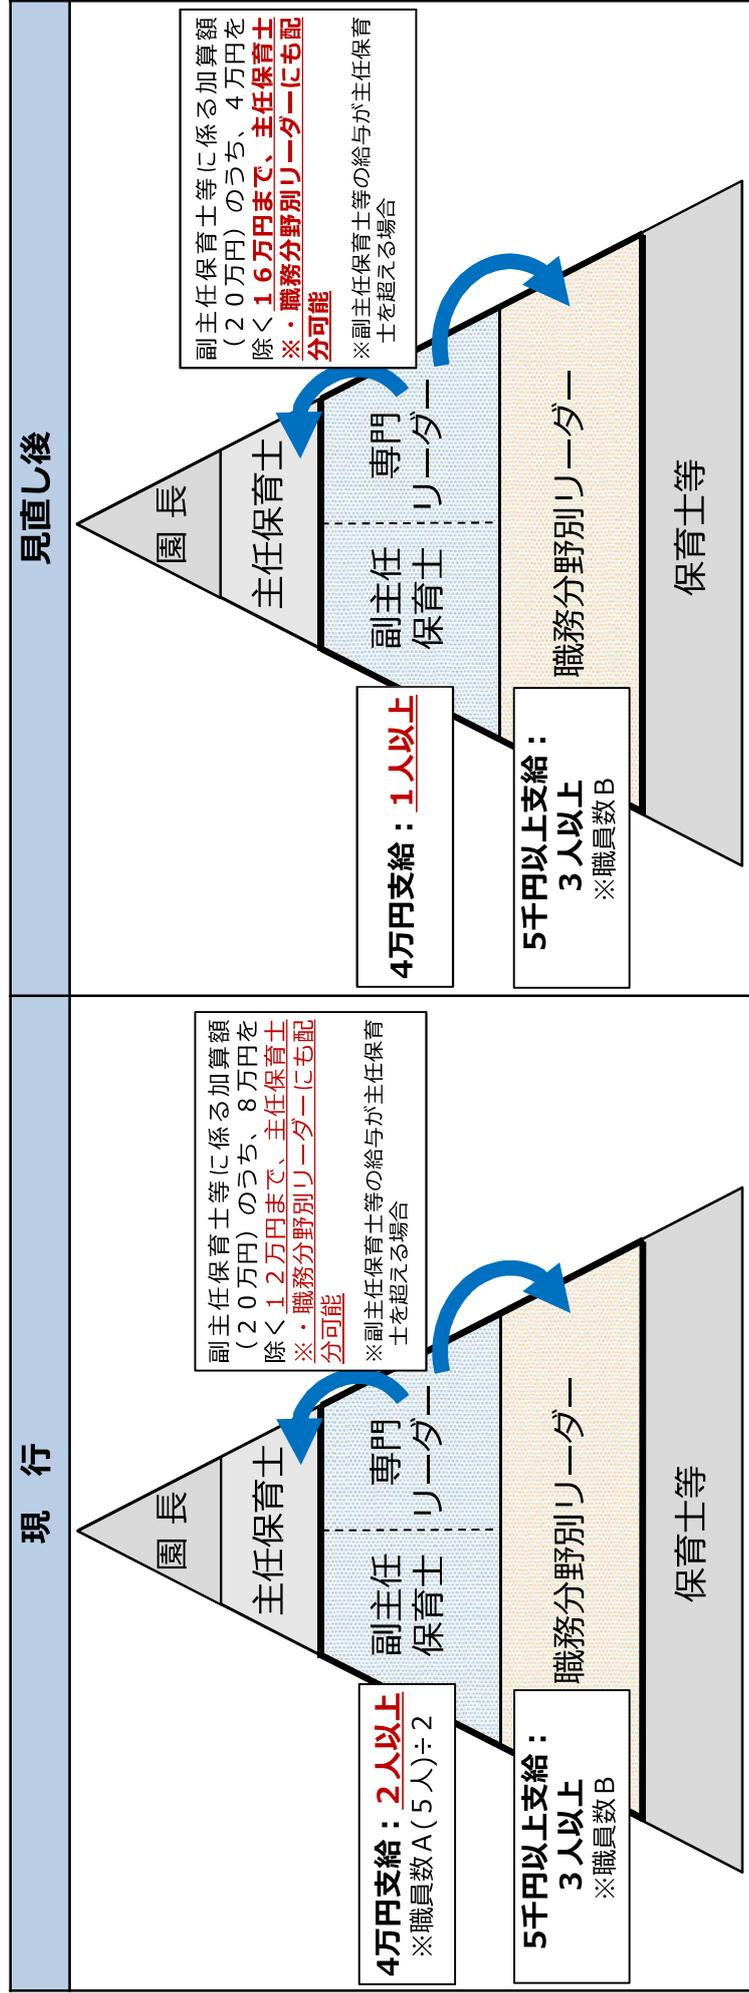 現　行
園 長
主任保育士
副主任
保育士
専門
リーダー
職務分野別リーダー
保育士等
4万円支給：２人以上
※職員数Ａ(５人)÷２
5千円以上支給：
３人以上
※職員数Ｂ
副主任保育士等に係る加算額
（２０万円）のうち、８万円を
除く１２万円まで、主任保育士
※・職務分野別リーダーにも配
分可能
※副主任保育士等の給与が主任保育
士を超える場合
見直し後
園 長
主任保育士
副主任
保育士
専門
リーダー
職務分野別リーダー
保育士等
4万円支給：１人以上
5千円以上支給：
３人以上
※職員数Ｂ
副主任保育士等に係る加算額
（２０万円）のうち、４万円を
除く１６万円まで、主任保育士
※・職務分野別リーダーにも配
分可能
※副主任保育士等の給与が主任保育
士を超える場合